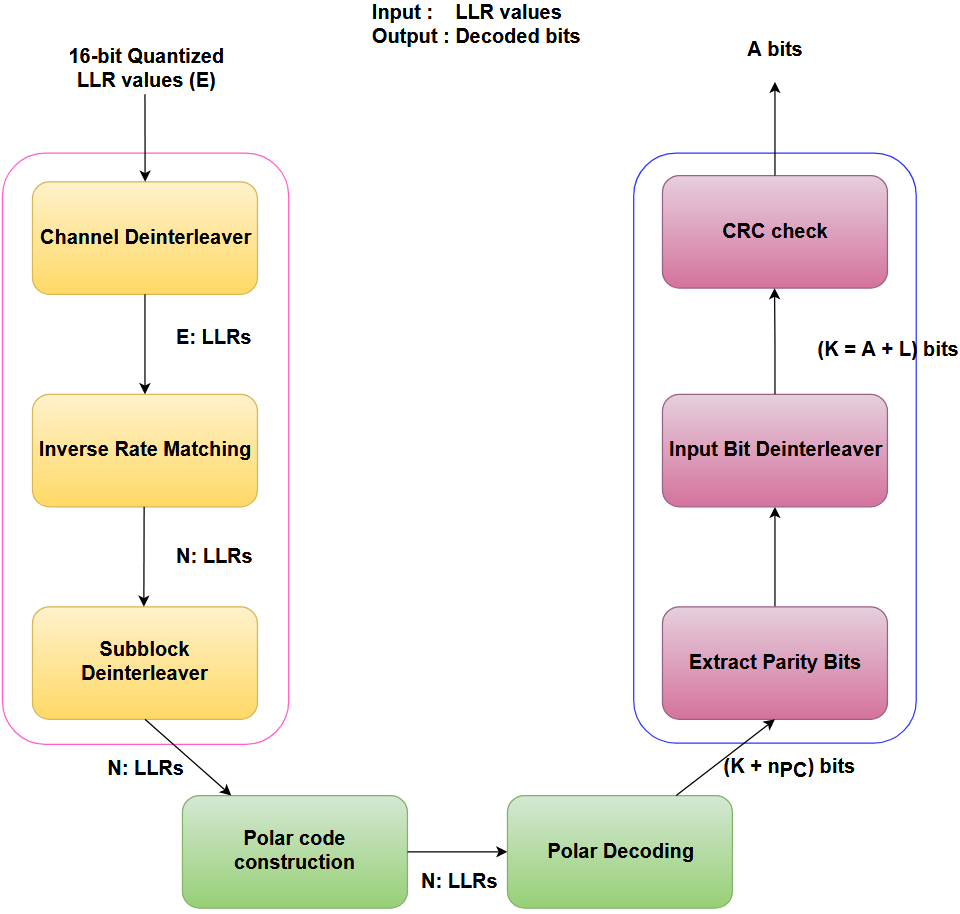 Input : LLR values
Output : Decoded bits
16-bit Quantized
LLR values (E)
Channel Deinterleaver
E: LLRs
Inverse Rate Matching
N: LLRs
Subblock
Deinterleaver
N: LLRs
Polar code
construction
N: LLRs
Polar Decoding
(K + nPC) bits
Extract Parity Bits
Input Bit Deinterleaver
(K = A + L) bits
CRC check
A bits